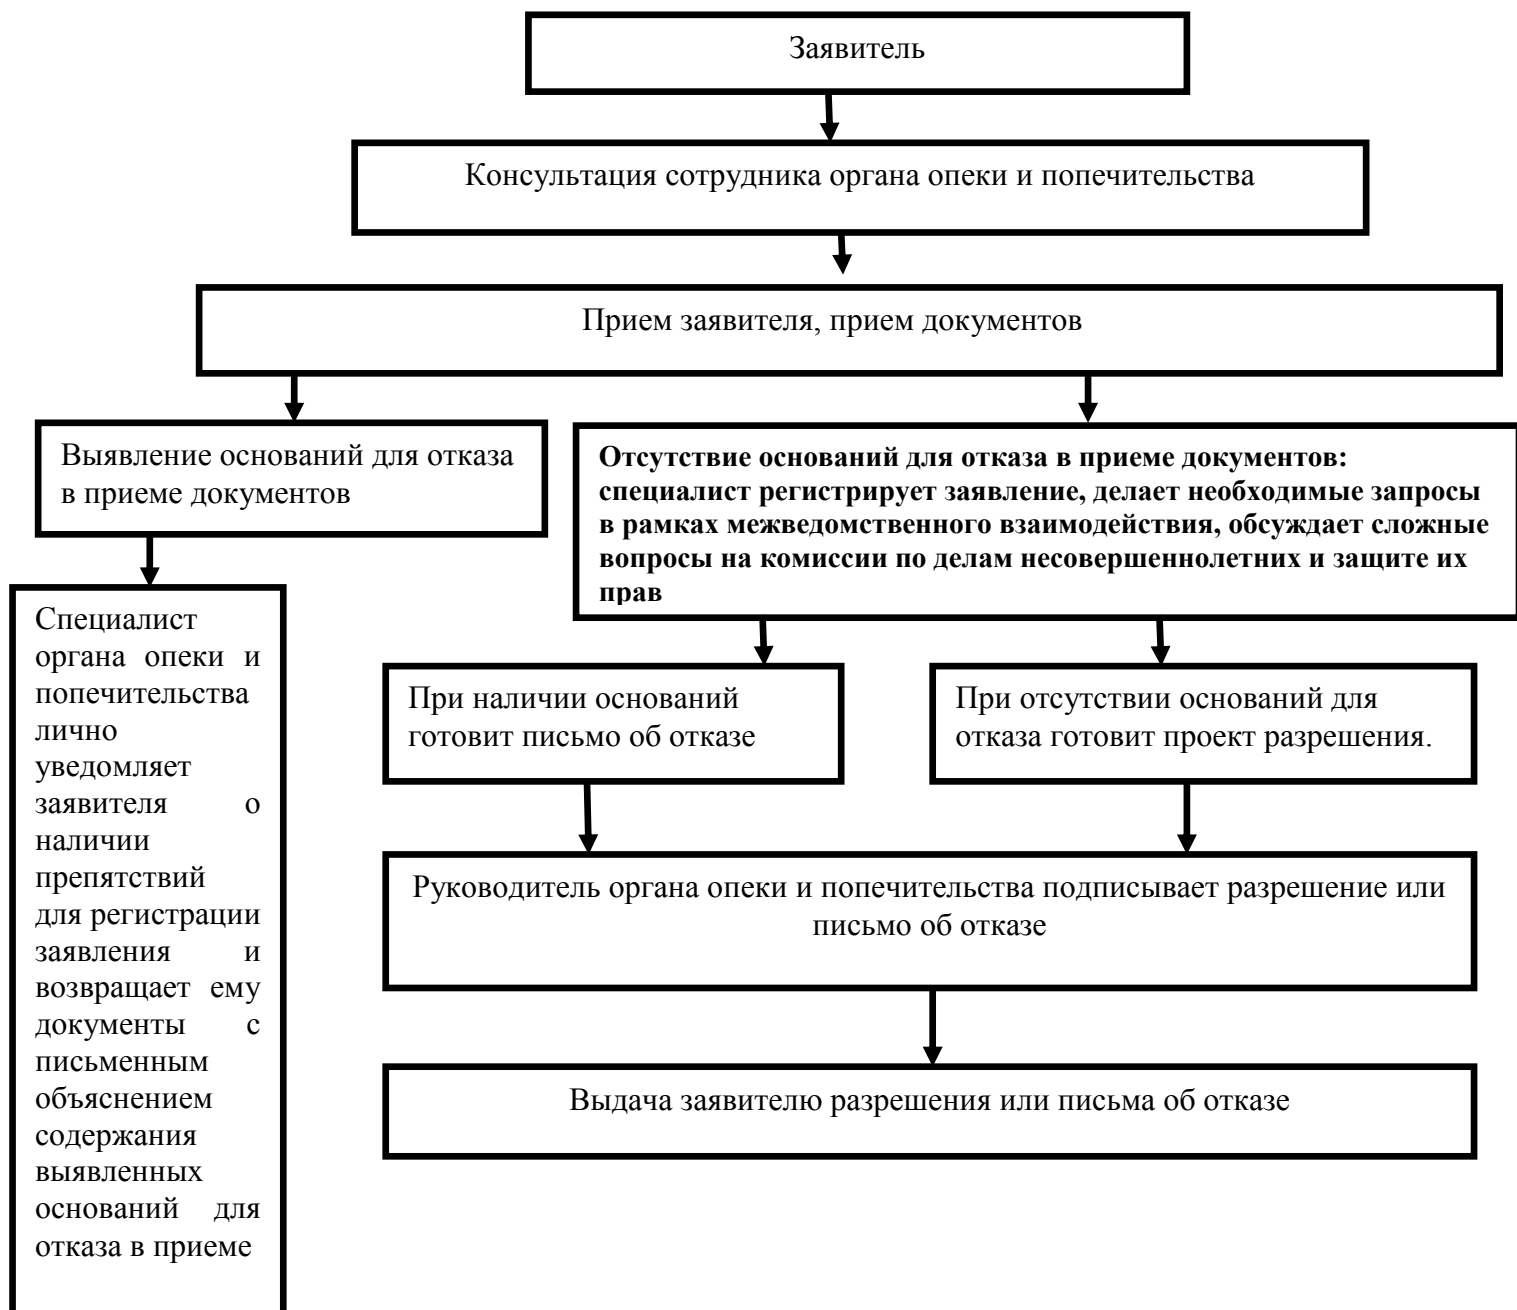 Заявитель
Консультация сотрудника органа опеки и попечительства
Прием заявителя, прием документов
Выявление оснований для отказа
в приеме документов
Отсутствие оснований для отказа в приеме документов:
специалист регистрирует заявление, делает необходимые запросы
в рамках межведомственного взаимодействия, обсуждает сложные
вопросы на комиссии по делам несовершеннолетних и защите их
прав
Специалист
органа опеки и
попечительства
лично
уведомляет
заявителя о
наличии
препятствий
для регистрации
заявления и
возвращает ему
документы с
письменным
объяснением
содержания
выявленных
оснований для
отказа в приеме
При наличии оснований
готовит письмо об отказе
При отсутствии оснований для
отказа готовит проект разрешения.
Руководитель органа опеки и попечительства подписывает разрешение или
письмо об отказе
Выдача заявителю разрешения или письма об отказе